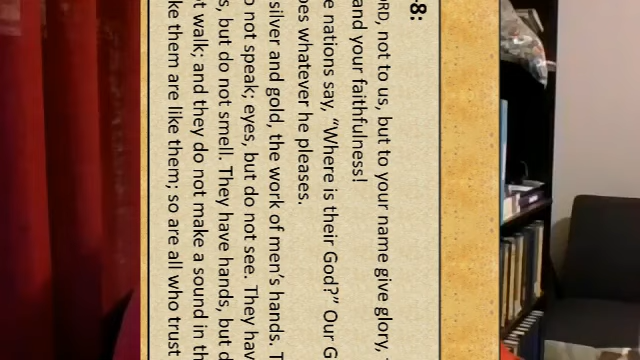 8:
ORD, not to us, but to your name give glory,
and your faithfulness!
e nations say, “Where is their God?” Our G
oes whatever he pleases.
silver and gold, the work of men’s hands. T
o not speak; eyes, but do not see. They hav
s, but do not smell. They have hands, but d
ot walk; and they do not make a sound in th
ke them are like them; so are all who trust